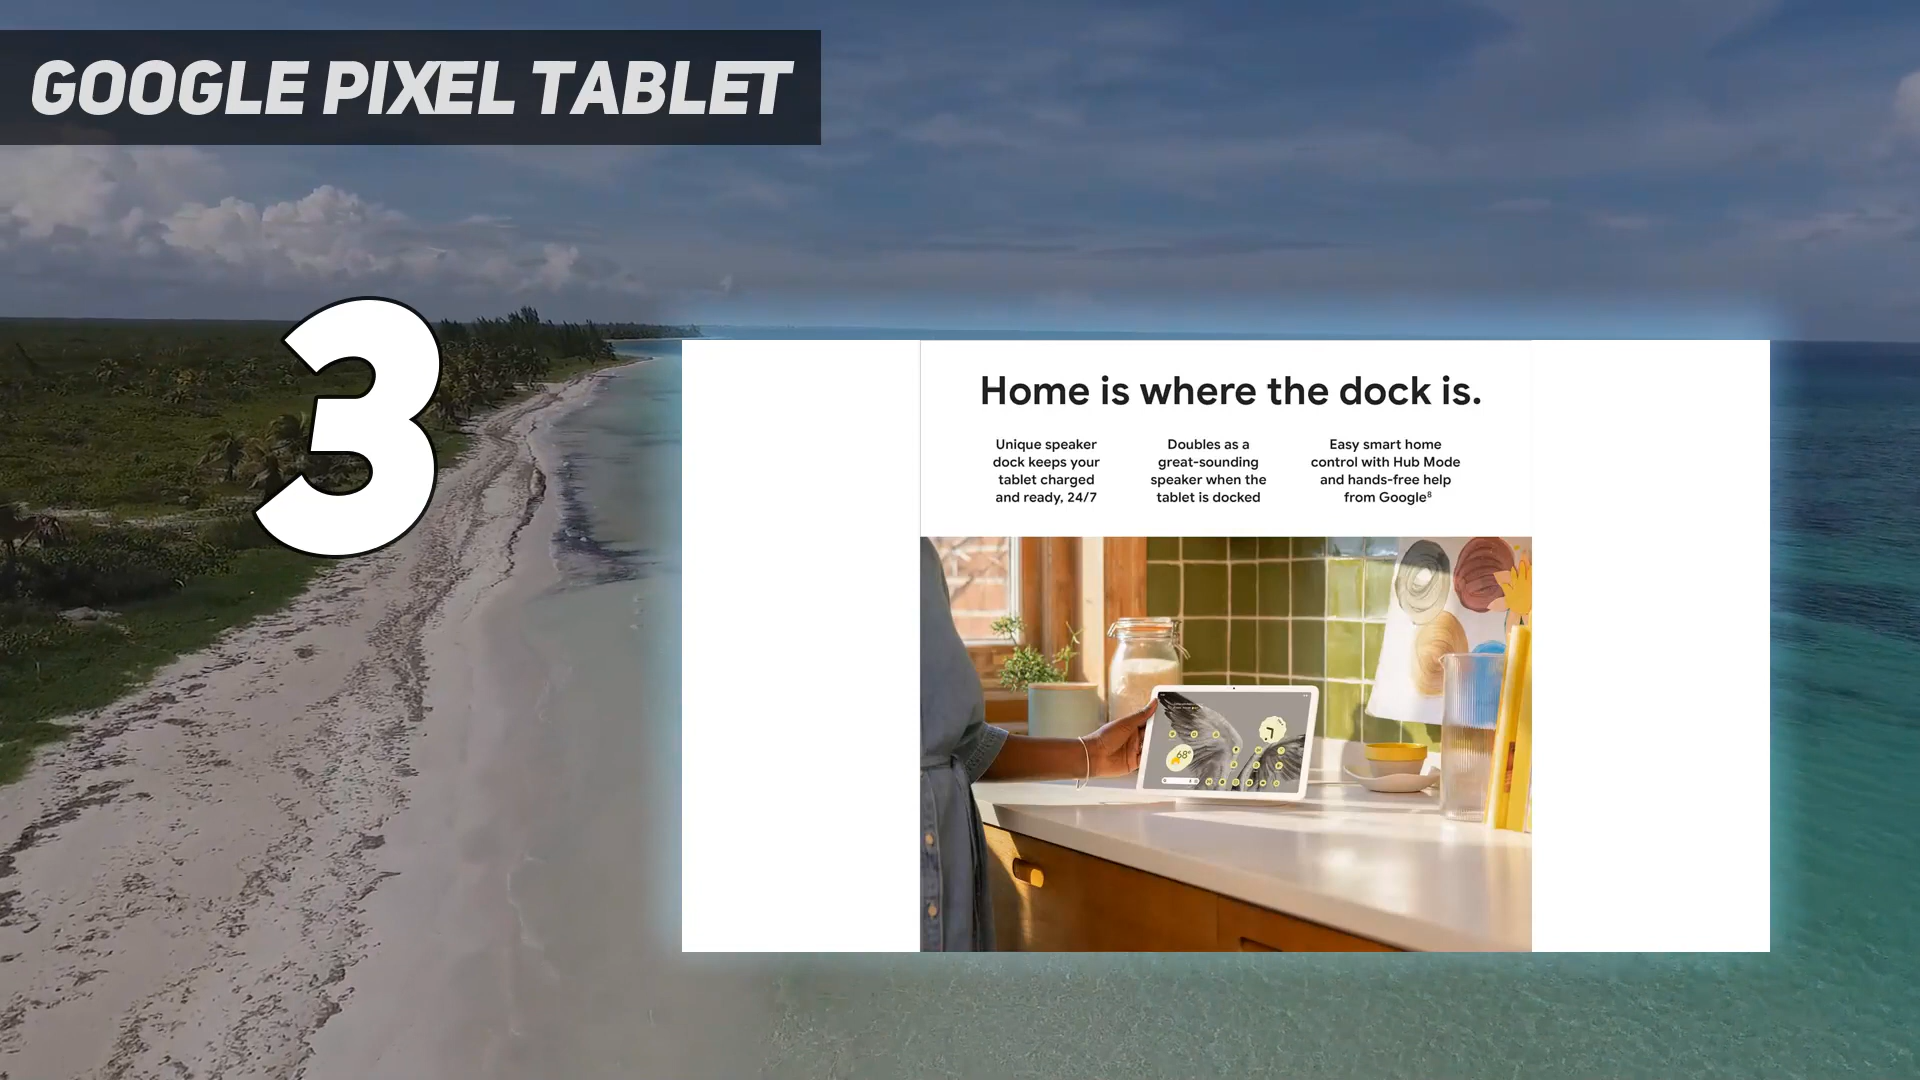 GOOGLE PIXEL TABLET
3
Home is where the dock is.
Unique speaker
dock keeps your
tablet charged
and ready, 24/7
Doubles as a
great-sounding
speaker when the
tablet is docked
Easy smart home
control with Hub Mode
and hands-free help
from Google⁸
68°